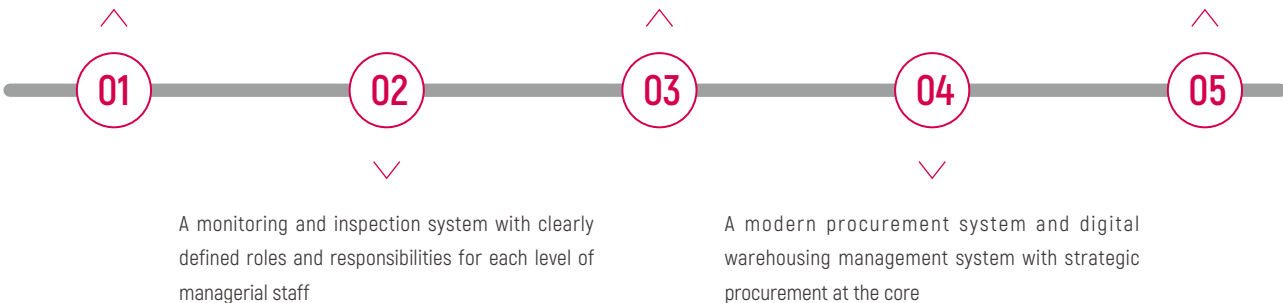 01
02
03
04
05
A monitoring and inspection system with clearly
defined roles and responsibilities for each level of
managerial staff
A modern procurement system and digital
warehousing management system with strategic
procurement at the core